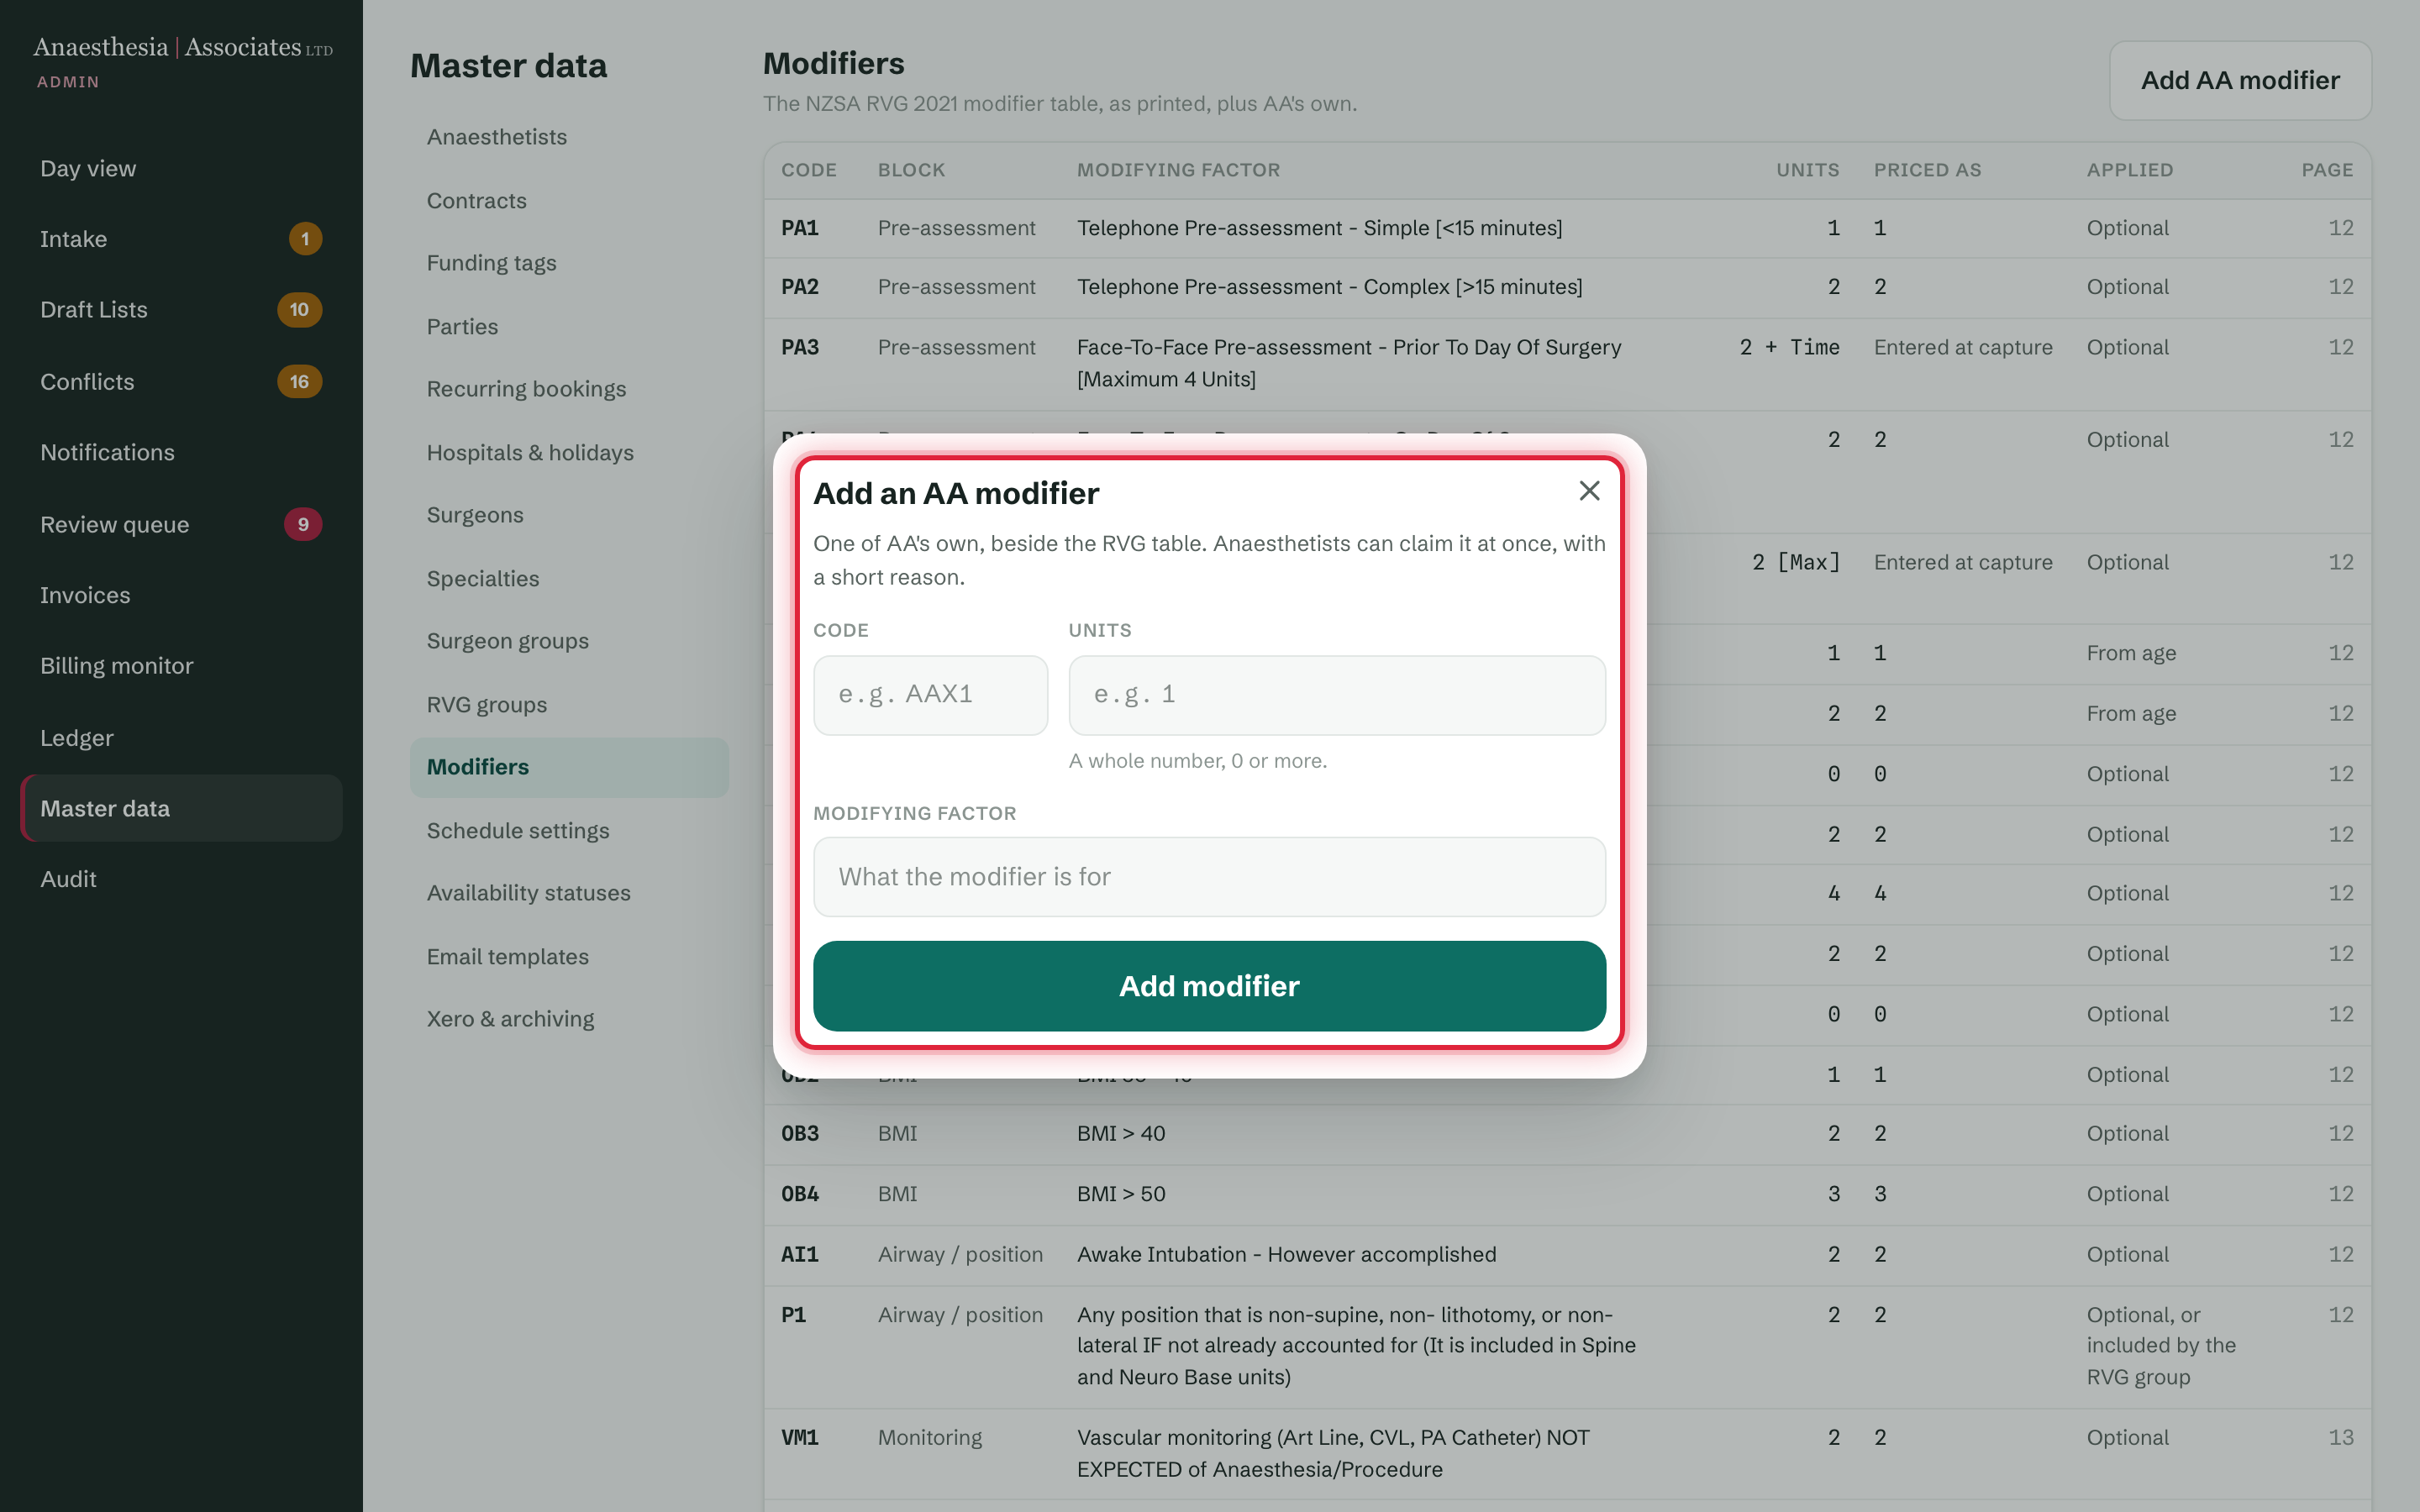 Anaesthesia | Associates LTD
ADMIN
Day view
Intake 1
Draft Lists 10
Conflicts 16
Notifications
Review queue 9
Invoices
Billing monitor
Ledger
Master data
Audit
Master data
Anaesthetists
Contracts
Funding tags
Parties
Recurring bookings
Hospitals & holidays
Surgeons
Specialties
Surgeon groups
RVG groups
Modifiers
Schedule settings
Availability statuses
Email templates
Xero & archiving
Modifiers
The NZSA RVG 2021 modifier table, as printed, plus AA's own.
Add AA modifier
CODE BLOCK MODIFYING FACTOR UNITS PRICED AS APPLIED PAGE
PA1 Pre-assessment Telephone Pre-assessment - Simple [<15 minutes] 1 1 Optional 12
PA2 Pre-assessment Telephone Pre-assessment - Complex [>15 minutes] 2 2 Optional 12
PA3 Pre-assessment Face-To-Face Pre-assessment - Prior To Day Of Surgery 2 + Time Entered at capture Optional 12
[Maximum 4 Units]
2 2 Optional 12
2 [Max] Entered at capture Optional 12
1 1 From age 12
2 2 From age 12
0 0 Optional 12
2 2 Optional 12
4 4 Optional 12
2 2 Optional 12
0 0 Optional 12
1 1 Optional 12
OB3 BMI BMI > 40 2 2 Optional 12
OB4 BMI BMI > 50 3 3 Optional 12
AI1 Airway / position Awake Intubation - However accomplished 2 2 Optional 12
P1 Airway / position Any position that is non-supine, non- lithotomy, or non- 2 2 Optional, or 12
lateral IF not already accounted for (It is included in Spine included by the
and Neuro Base units) RVG group
VM1 Monitoring Vascular monitoring (Art Line, CVL, PA Catheter) NOT 2 2 Optional 13
EXPECTED of Anaesthesia/Procedure
Add an AA modifier
One of AA's own, beside the RVG table. Anaesthetists can claim it at once, with
a short reason.
CODE UNITS
e.g. AAX1 e.g. 1
A whole number, 0 or more.
MODIFYING FACTOR
What the modifier is for
Add modifier